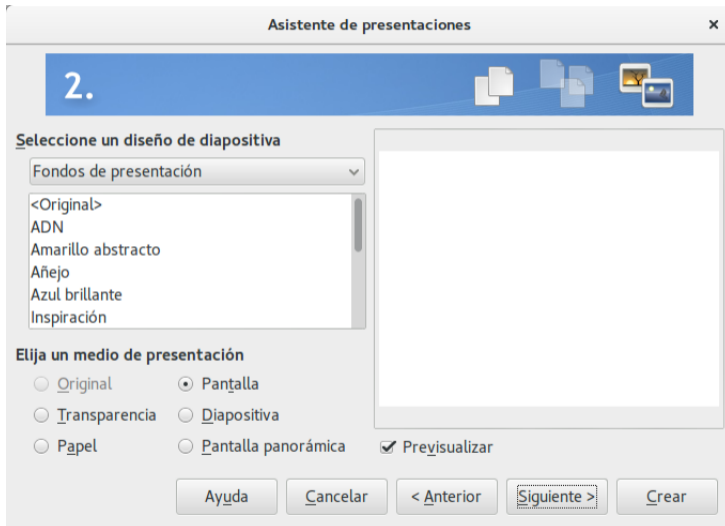 Asistente de presentaciones
2.
Seleccione un diseño de diapositiva
Fondos de presentación
<Original>
ADN
Amarillo abstracto
Añejo
Azul brillante
Inspiración
Elija un medio de presentación
Original
Pantalla
Transparencia
Diapositiva
Papel
Pantalla panorámica
Previsualizar
Ayuda
Cancelar
< Anterior
Siguiente >
Crear